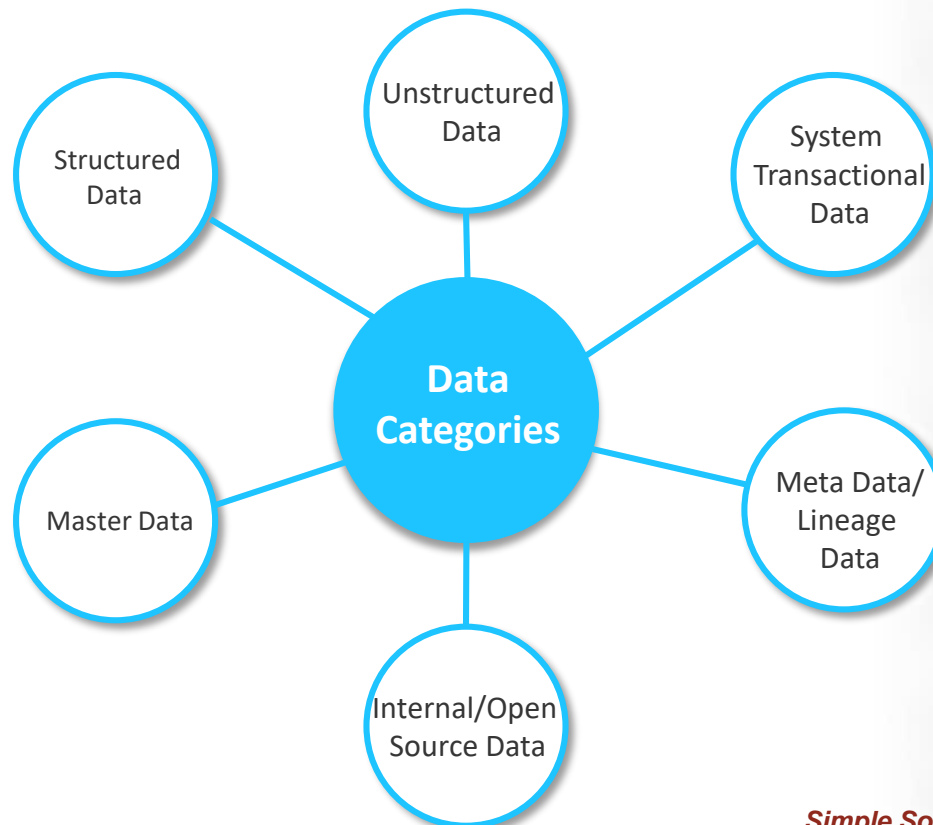 Unstructured
Data
Structured
Data
System
Transactional
Data
Data
Categories
Master Data
Meta Data/
Lineage
Data
Internal/Open
Source Data
Simple So